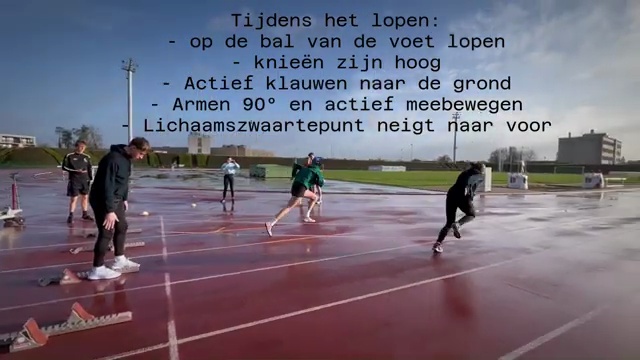 Tijdens het lopen:
- op de bal van de voet lopen
- knieën zijn hoog
- Actief klauwen naar de grond
- Armen 90° en actief meebewegen
- Lichaamszwaartepunt neigt naar voor